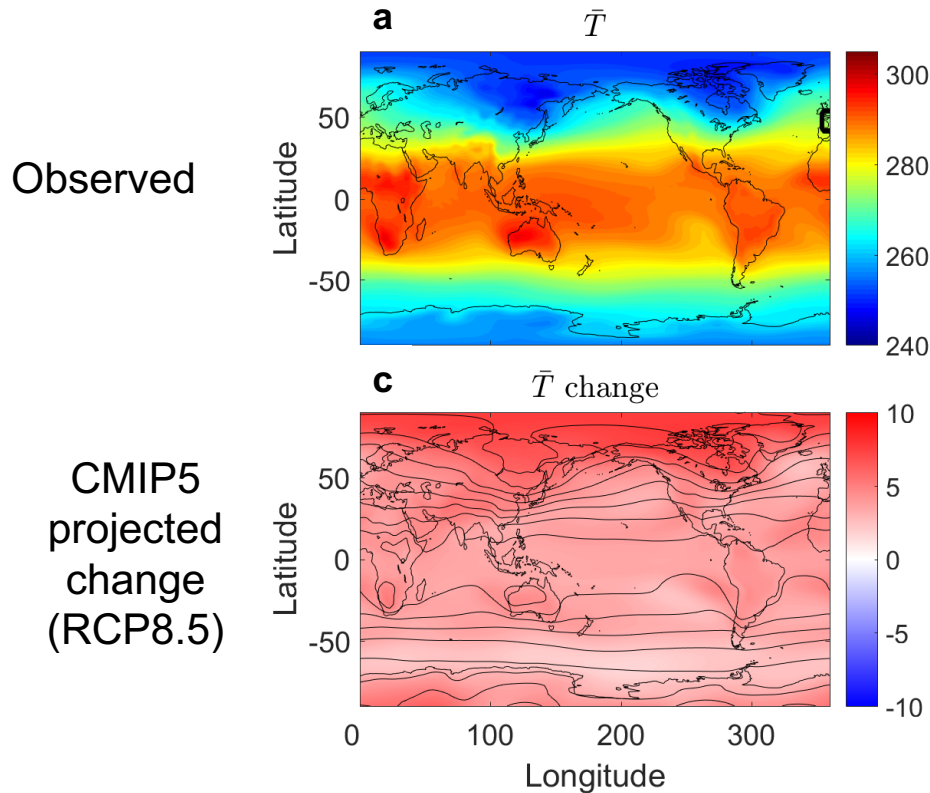 a
T̄
Observed
Latitude
50
0
-50
300
280
260
240
c
T̄ change
CMIP5
projected
change
(RCP8.5)
Latitude
50
0
-50
0
100
200
300
Longitude
10
5
0
-5
-10